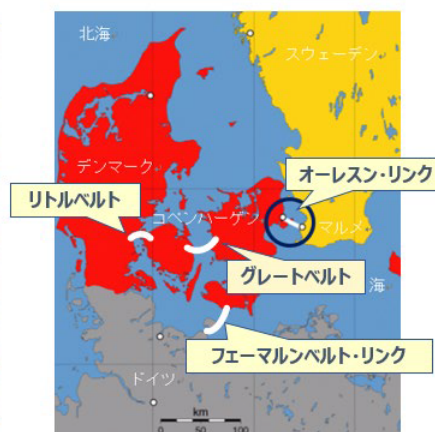 北海
スウェーデン
デンマーク
オーレスン・リンク
リトルベルト
コペンハーゲン
マルメ
グレートベルト
海
フェーマルンベルト・リンク
ドイツ
km
0 50 100